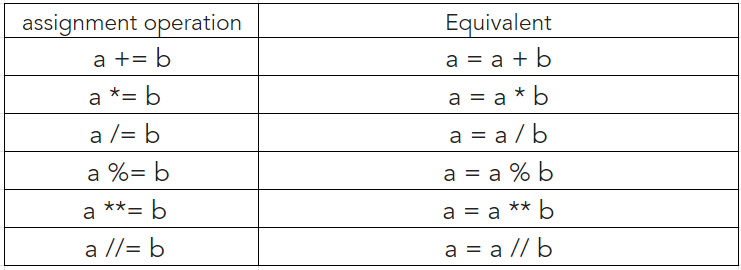 assignment operation Equivalent
a += b a = a + b
a *= b a = a * b
a /= b a = a / b
a %= b a = a % b
a **= b a = a ** b
a //= b a = a // b